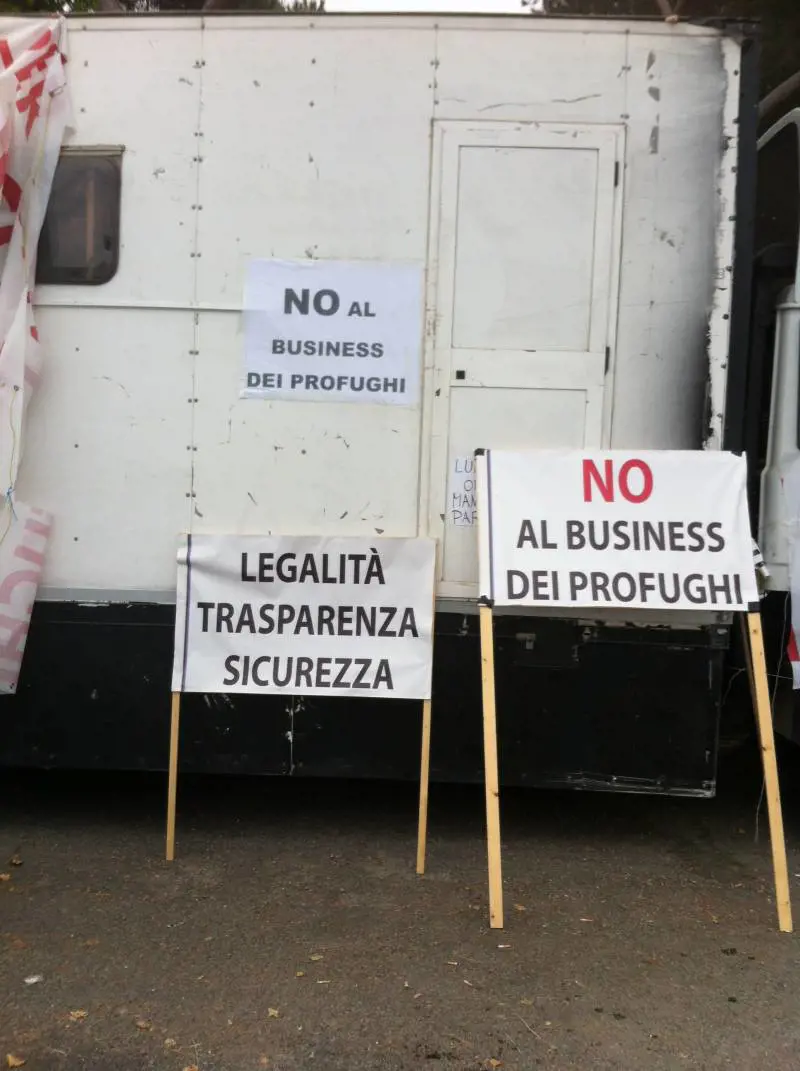 NO AL
BUSINESS
DEI PROFUGHI
LEGALITÀ
TRASPARENZA
SICUREZZA
NO
AL BUSINESS
DEI PROFUGHI